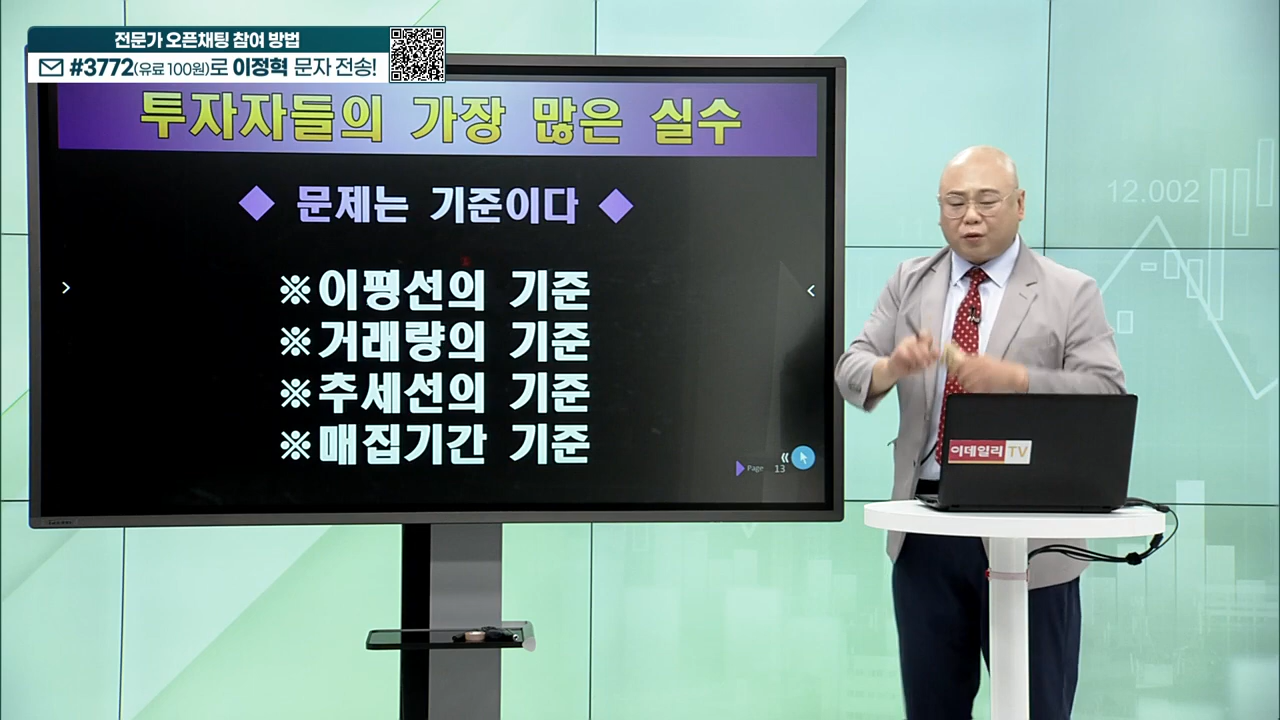 전문가 오픈채팅 참여 방법
#3772(유료 100원)로 이정혁 문자 전송!
투자자들의 가장 많은 실수
◆ 문제는 기준이다 ◆
※이평선의 기준
※거래량의 기준
※추세선의 기준
※매집기간 기준
Page 13
12.002
이데일리TV